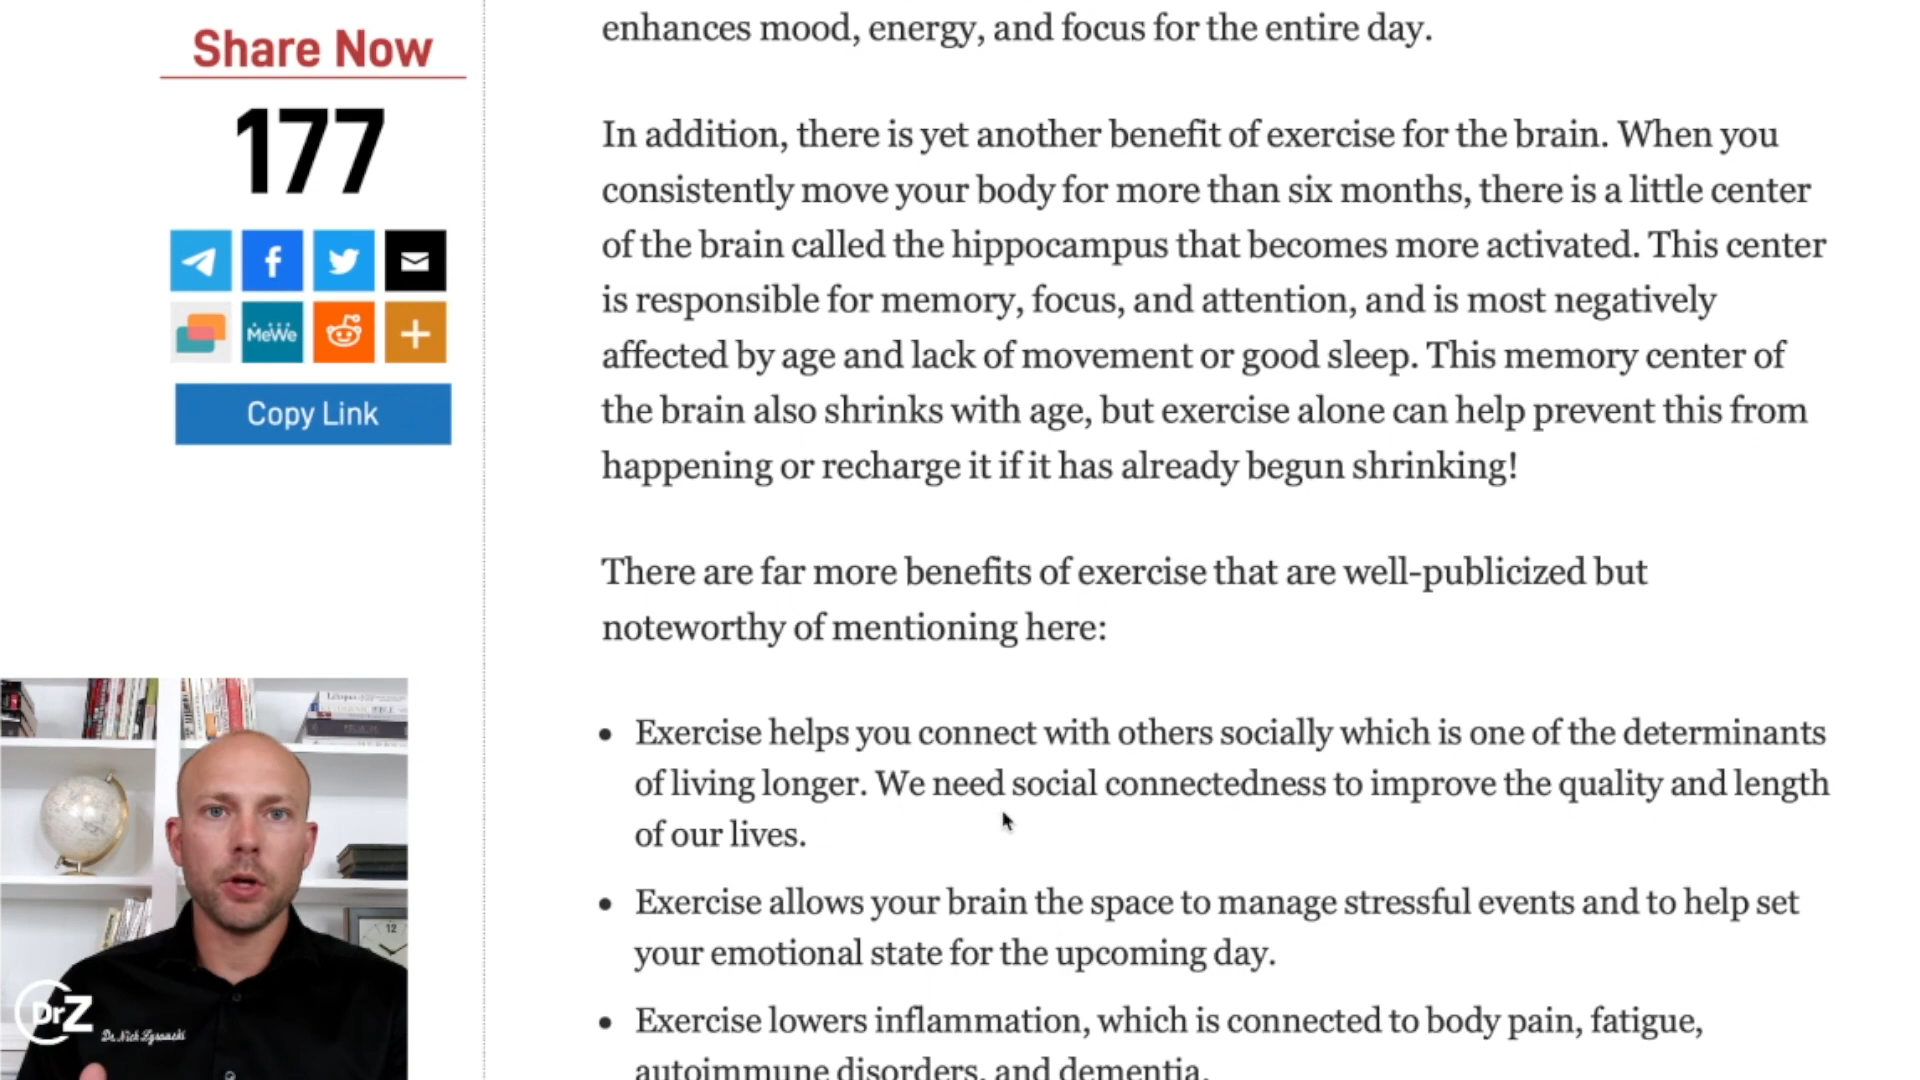 Share Now
177
MeWe
Copy Link
enhances mood, energy, and focus for the entire day.
In addition, there is yet another benefit of exercise for the brain. When you
consistently move your body for more than six months, there is a little center
of the brain called the hippocampus that becomes more activated. This center
is responsible for memory, focus, and attention, and is most negatively
affected by age and lack of movement or good sleep. This memory center of
the brain also shrinks with age, but exercise alone can help prevent this from
happening or recharge it if it has already begun shrinking!
There are far more benefits of exercise that are well-publicized but
noteworthy of mentioning here:
Exercise helps you connect with others socially which is one of the determinants
of living longer. We need social connectedness to improve the quality and length
of our lives.
Exercise allows your brain the space to manage stressful events and to help set
your emotional state for the upcoming day.
Exercise lowers inflammation, which is connected to body pain, fatigue,
autoimmune disorders, and dementia.
12
DrZ
Dr. Nick